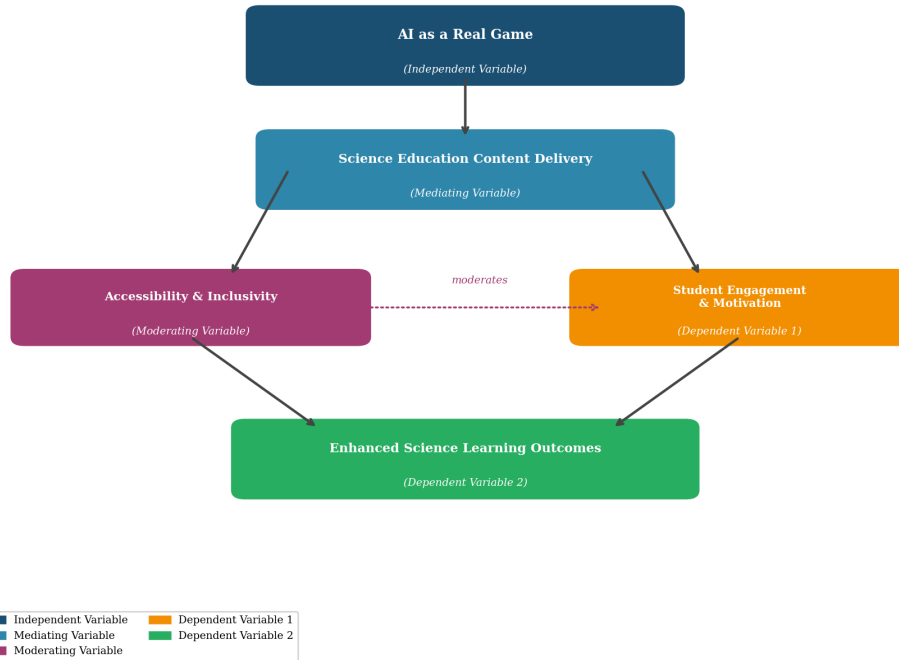 AI as a Real Game
(Independent Variable)
Science Education Content Delivery
(Mediating Variable)
Accessibility & Inclusivity
(Moderating Variable)
moderates
Student Engagement
& Motivation
(Dependent Variable 1)
Enhanced Science Learning Outcomes
(Dependent Variable 2)
Independent Variable
Mediating Variable
Moderating Variable
Dependent Variable 1
Dependent Variable 2